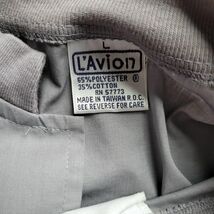 L
L'Avion
65% POLYESTER
35% COTTON
RN 57773
MADE IN TAIWAN R.O.C.
SEE REVERSE FOR CARE